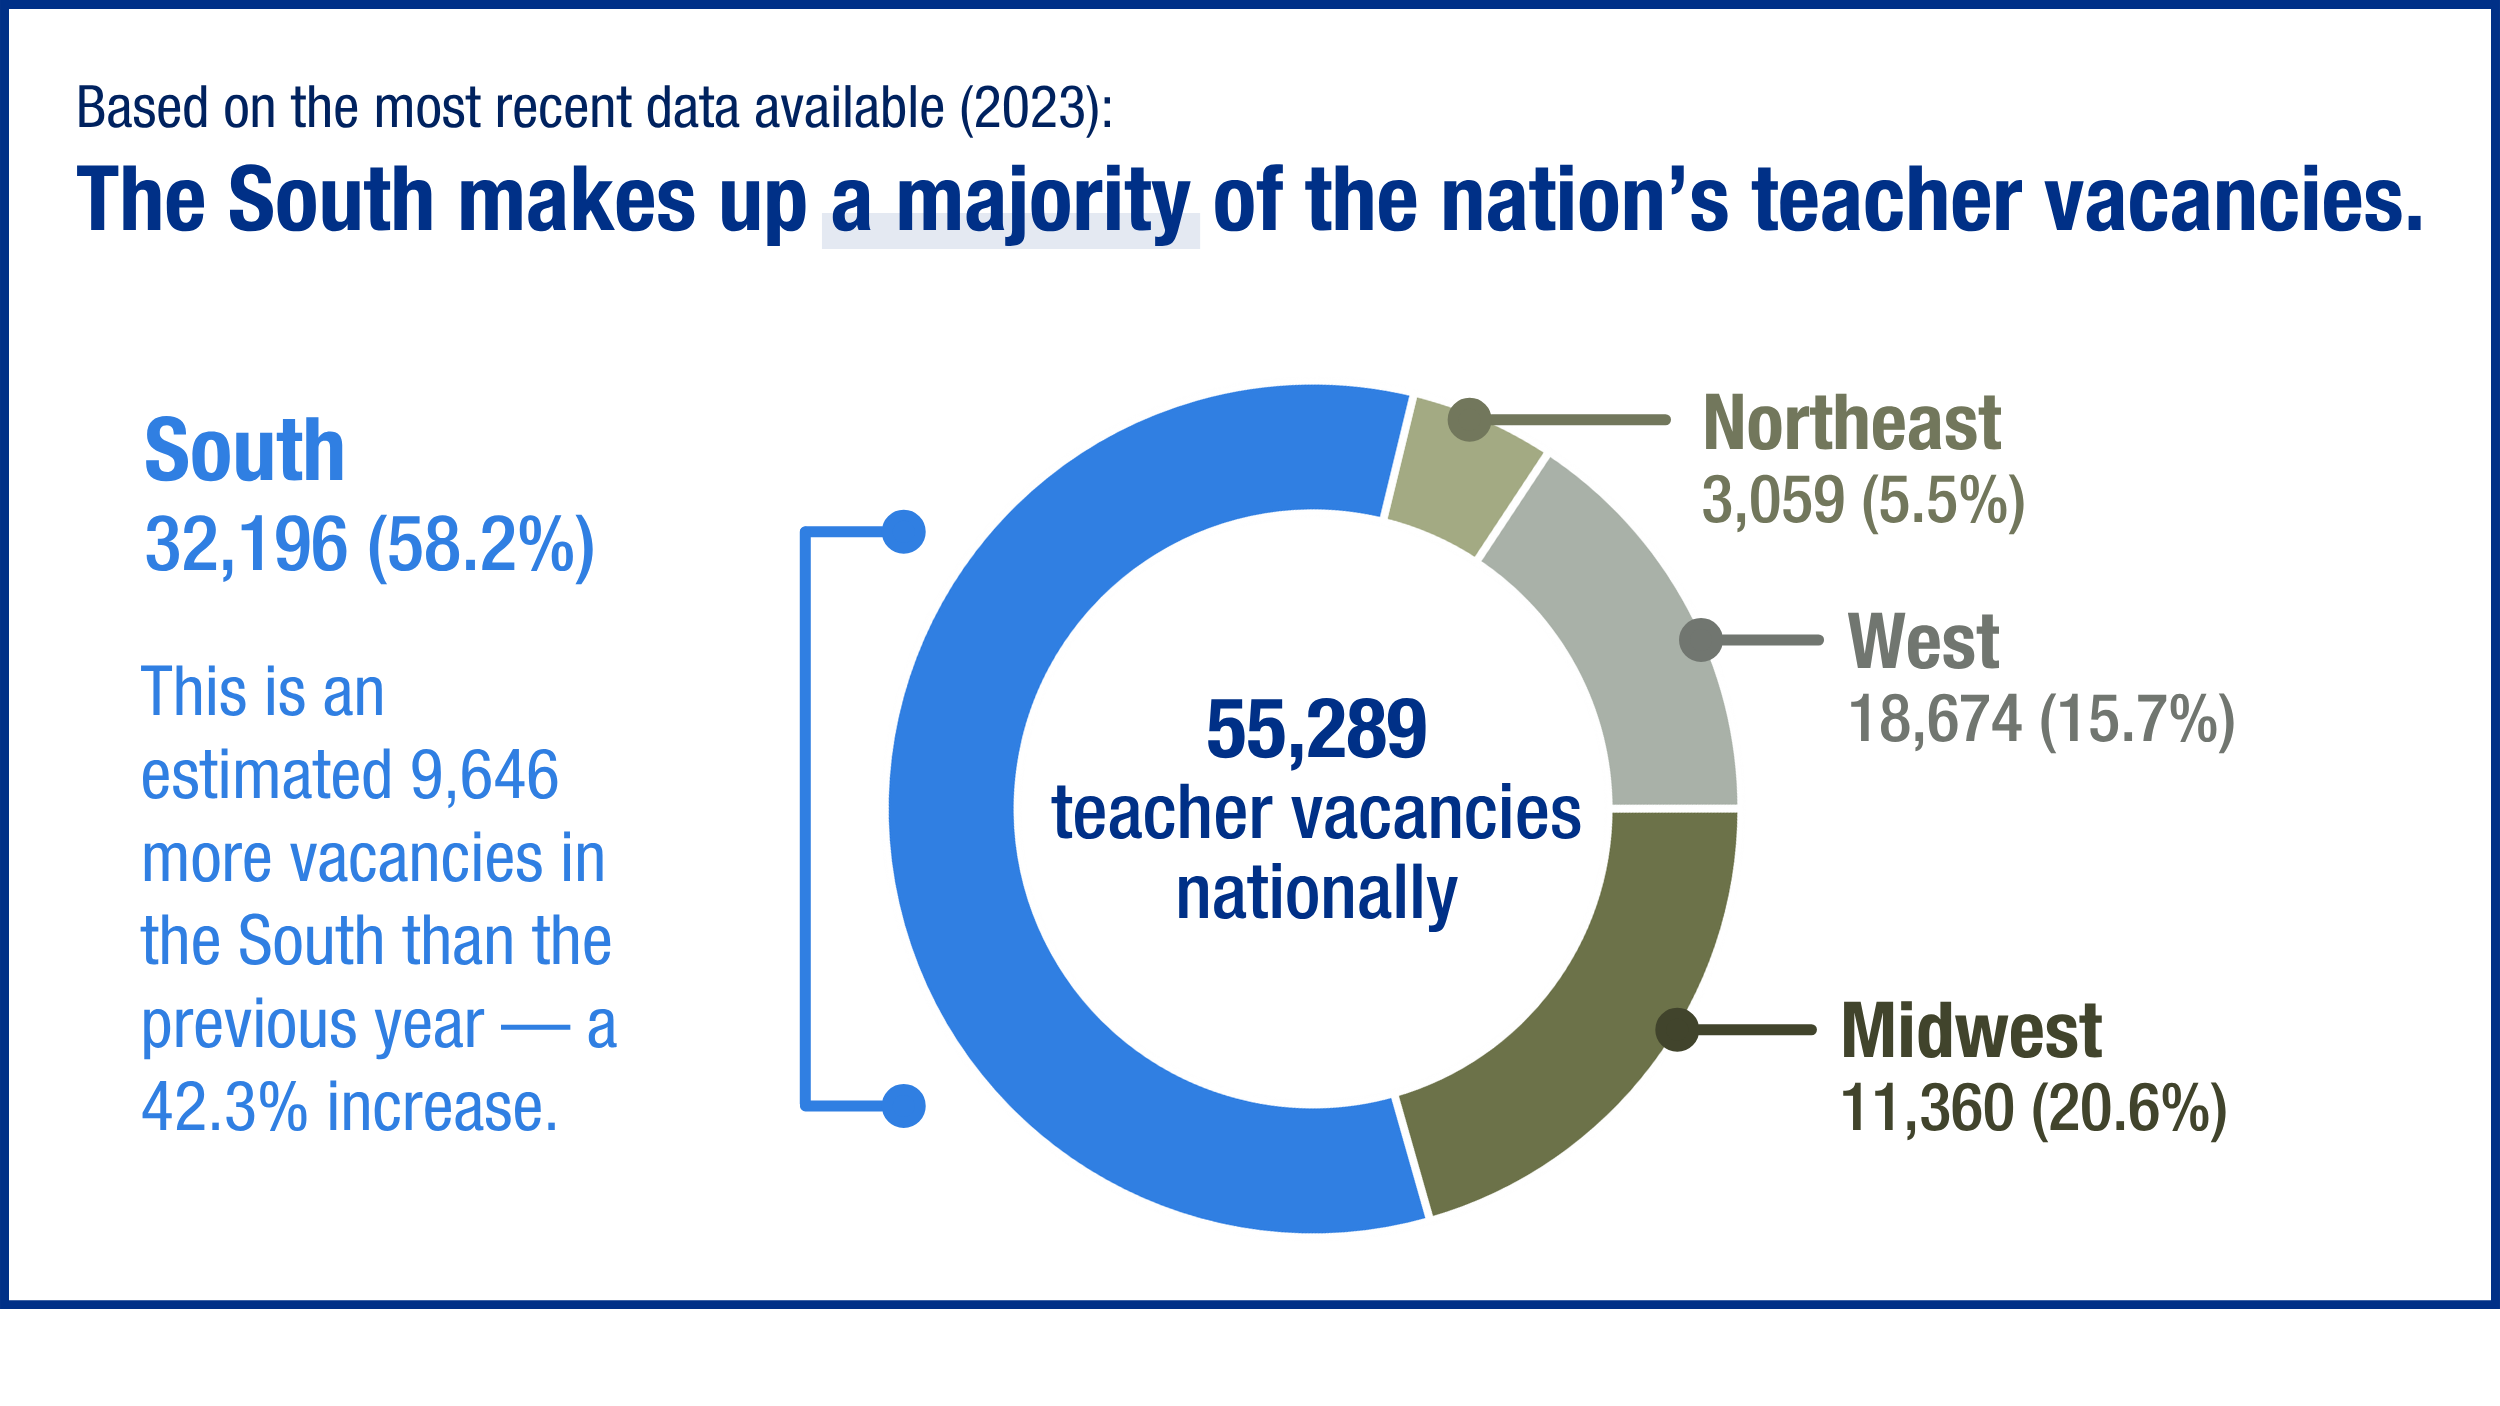 Based on the most recent data available (2023):
The South makes up a majority of the nation’s teacher vacancies.
South
32,196 (58.2%)
This is an
estimated 9,646
more vacancies in
the South than the
previous year — a
42.3% increase.
55,289
teacher vacancies
nationally
Northeast
3,059 (5.5%)
West
18,674 (15.7%)
Midwest
11,360 (20.6%)